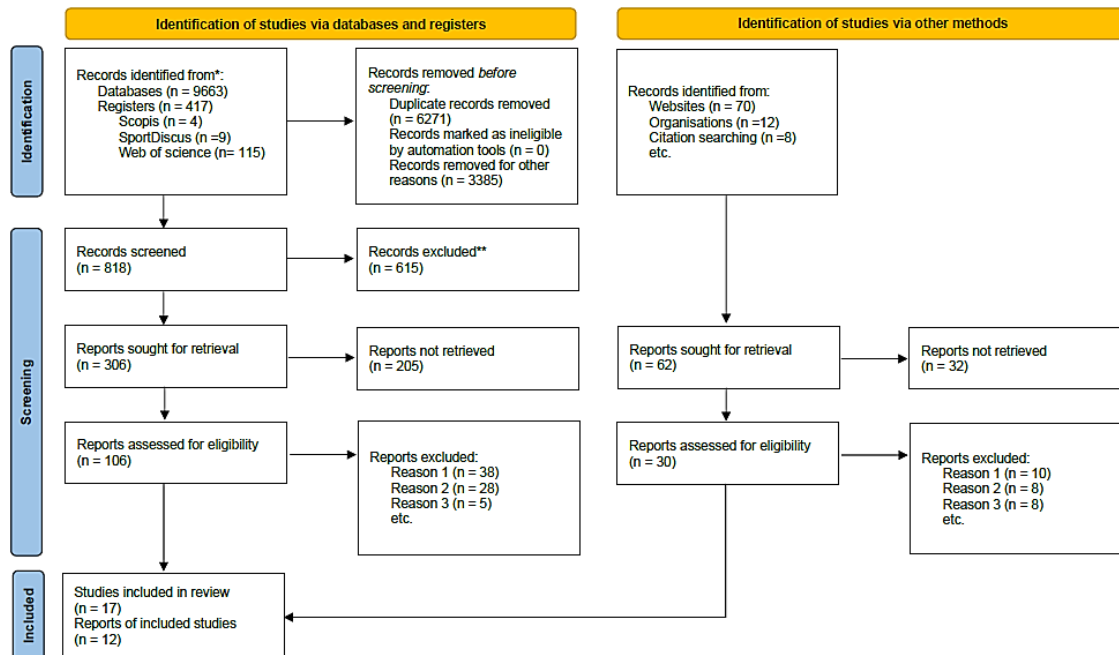 Identification of studies via databases and registers
Identification of studies via other methods
Identification
Records identified from*:
Databases (n = 9663)
Registers (n = 417)
Scopis (n = 4)
SportDiscus (n =9)
Web of science (n= 115)
Records removed before
screening:
Duplicate records removed
(n = 6271)
Records marked as ineligible
by automation tools (n = 0)
Records removed for other
reasons (n = 3385)
Records identified from:
Websites (n = 70)
Organisations (n =12)
Citation searching (n =8)
etc.
Screening
Records screened
(n = 818)
Records excluded**
(n = 615)
Reports sought for retrieval
(n = 306)
Reports not retrieved
(n = 205)
Reports sought for retrieval
(n = 62)
Reports not retrieved
(n = 32)
Reports assessed for eligibility
(n = 106)
Reports excluded:
Reason 1 (n = 38)
Reason 2 (n = 28)
Reason 3 (n = 5)
etc.
Reports assessed for eligibility
(n = 30)
Reports excluded:
Reason 1 (n = 10)
Reason 2 (n = 8)
Reason 3 (n = 8)
etc.
Included
Studies included in review
(n = 17)
Reports of included studies
(n = 12)